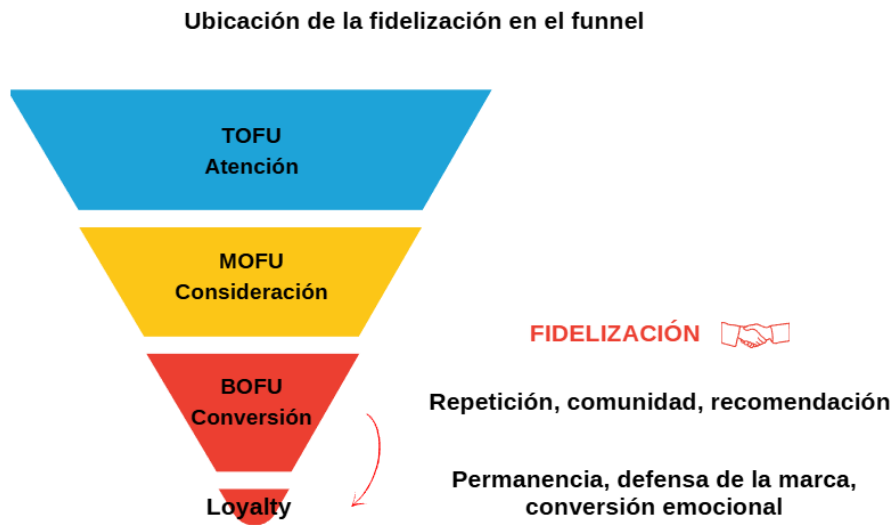 Ubicación de la fidelización en el funnel
TOFU
Atención
MOFU
Consideración
BOFU
Conversión
Loyalty
FIDELIZACIÓN
Repetición, comunidad, recomendación
Permanencia, defensa de la marca,
conversión emocional